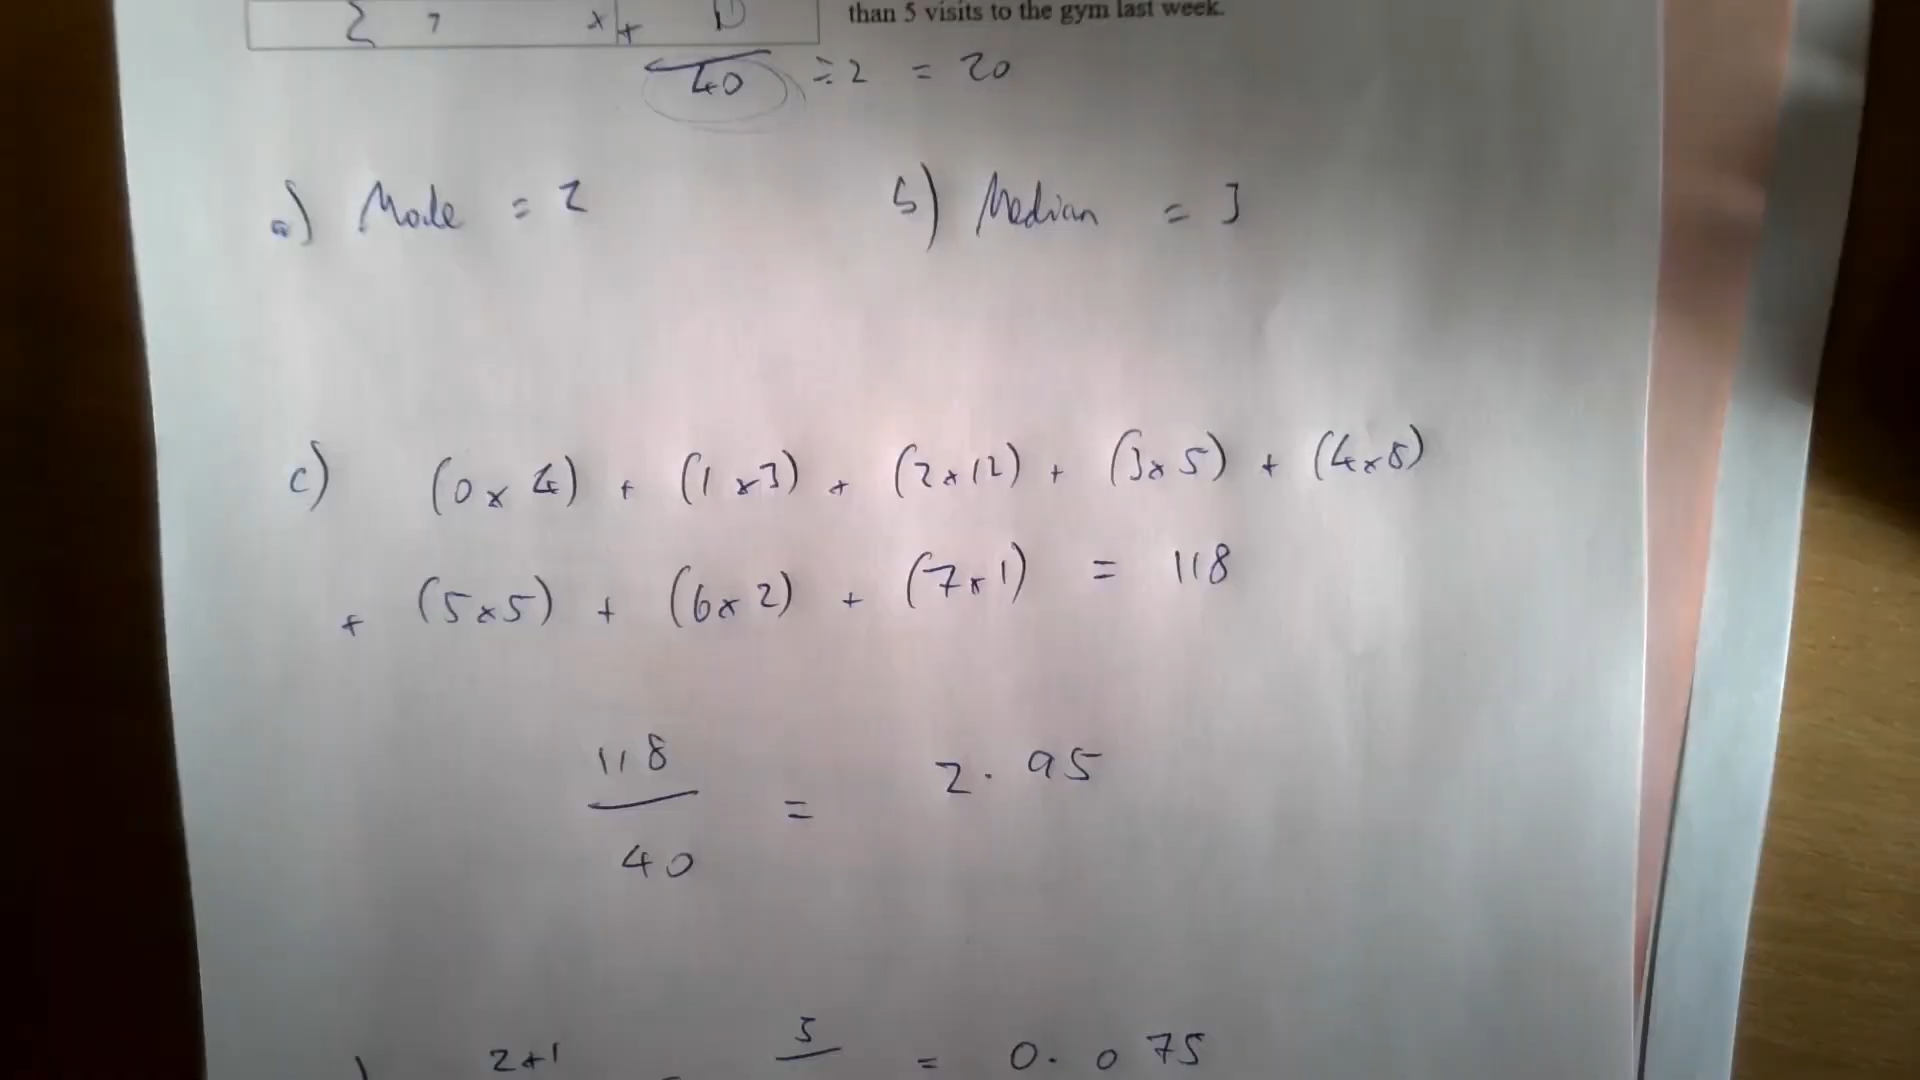 than 5 visits to the gym last week.
7
40 ÷ 2 = 20
a) Mode = 2
b) Median = 3
c) (0 x 4) + (1 x 3) + (2 x 12) + (3 x 5) + (4 x 8)
+ (5 x 5) + (6 x 2) + (7 x 1) = 118
118
40
= 2.95
2+1
3
= 0.075